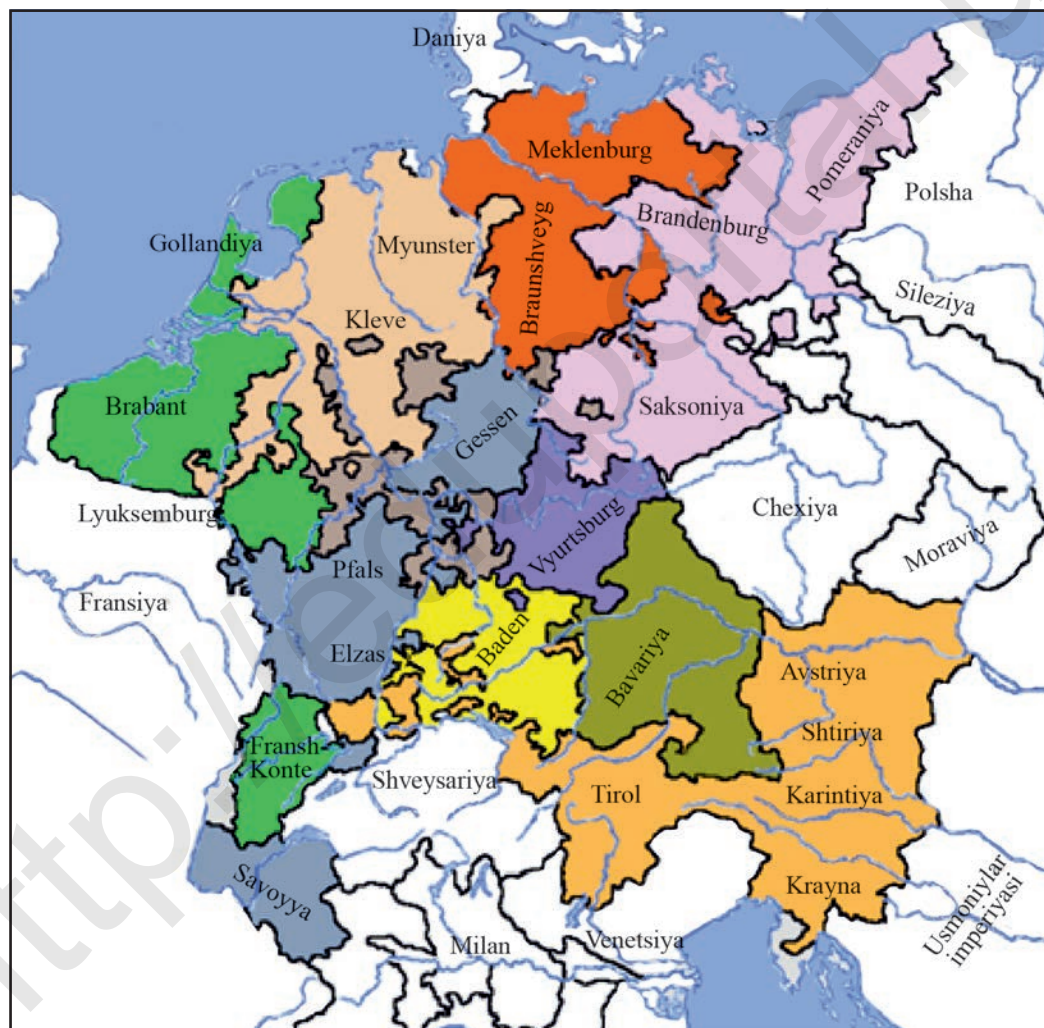 Daniya
Meklenburg
Pomeraniya
Polsha
Brandenburg
Gollandiya
Myunster
Braunshveyg
Sileziya
Kleve
Brabant
Gessen
Saksoniya
Lyuksemburg
Vyurtsburg
Chexiya
Moraviya
Pfals
Fransiya
Elzas
Baden
Bavariya
Avstriya
Shtiriya
Fransh-
Konte
Shveysariya
Tirol
Karintiya
Savoyya
Krayna
Usmoniylar
imperiyasi
Milan
Venetsiya